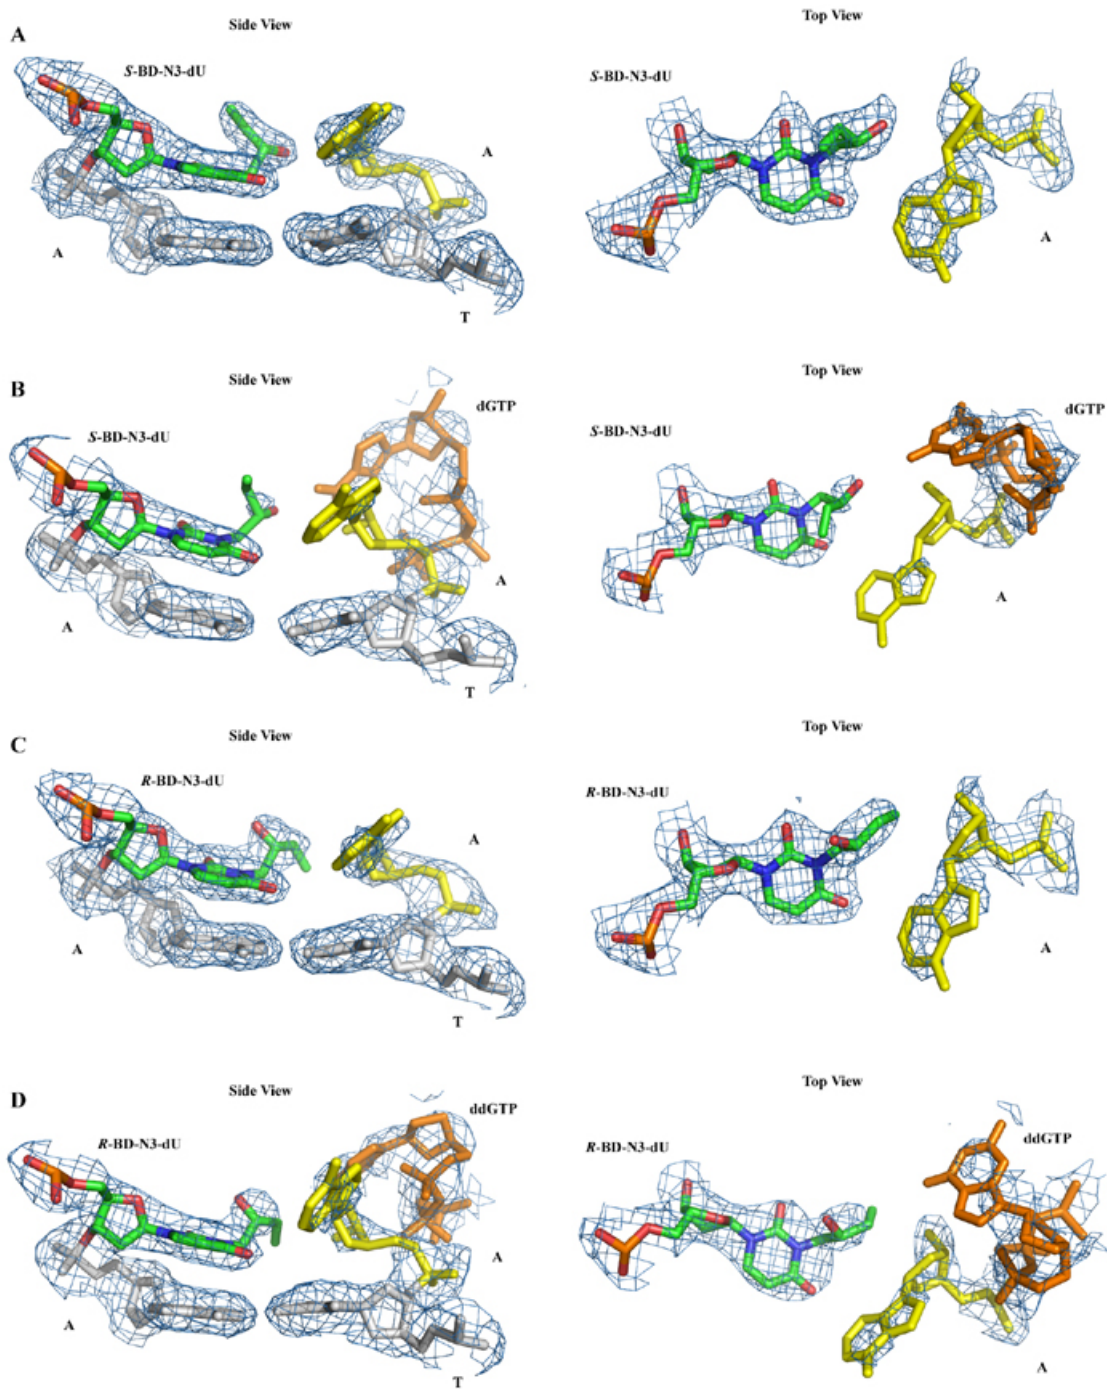 A
Side View
Top View
S-BD-N3-dU
S-BD-N3-dU
A
A
A
T
B
Side View
Top View
dGTP
dGTP
S-BD-N3-dU
S-BD-N3-dU
A
A
A
T
C
Side View
Top View
R-BD-N3-dU
R-BD-N3-dU
A
A
A
T
D
Side View
Top View
ddGTP
ddGTP
R-BD-N3-dU
R-BD-N3-dU
A
A
A
T